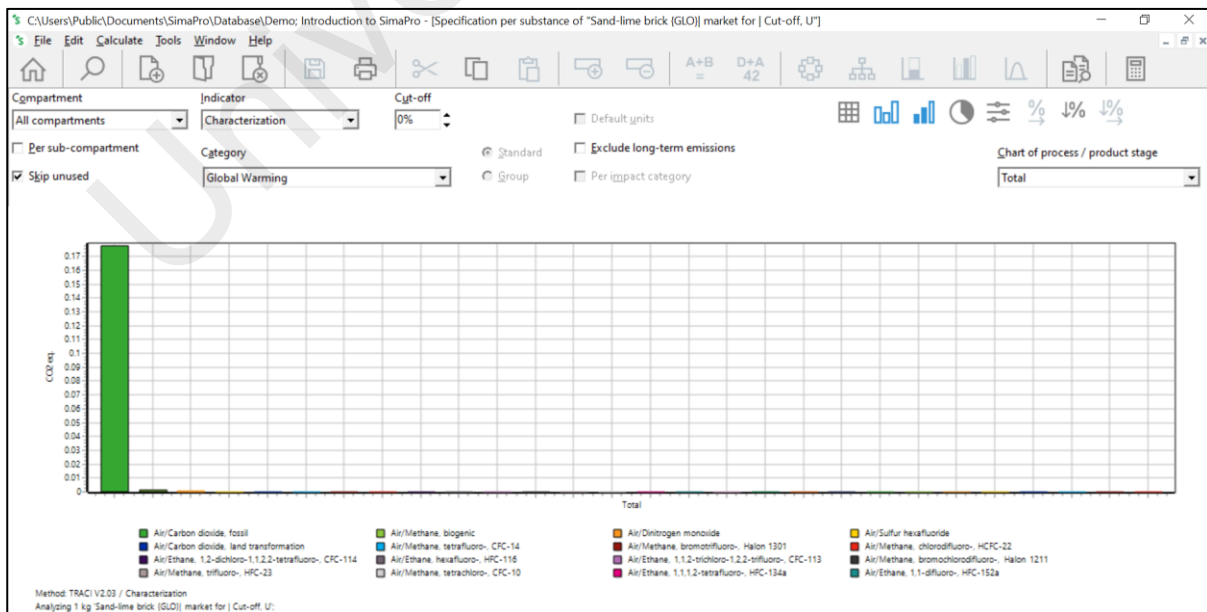 C:\Users\Public\Documents\SimaPro\Database\Demo; Introduction to SimaPro - [Specification per substance of "Sand-lime brick {GLO}| market for | Cut-off, U"]
File Edit Calculate Tools Window Help
A+B = D+A 42
Compartment Indicator Cut-off
All compartments Characterization 0% Default units
Per sub-compartment Category Standard Exclude long-term emissions Chart of process / product stage
Skip unused Global Warming Group Per impact category Total
Univ
0.17
0.16
0.15
0.14
0.13
0.12
0.11
0.1
0.09
0.08
0.07
0.06
0.05
0.04
0.03
0.02
0.01
0
CO2 eq.
Total
Air/Carbon dioxide, fossil Air/Methane, biogenic Air/Dinitrogen monoxide Air/Sulfur hexafluoride
Air/Carbon dioxide, land transformation Air/Methane, tetrafluoro-, CFC-14 Air/Methane, bromotrifluoro-, Halon 1301 Air/Methane, chlorodifluoro-, HCFC-22
Air/Ethane, 1,2-dichloro-1,1,2,2-tetrafluoro-, CFC-114 Air/Ethane, hexafluoro-, HFC-116 Air/Ethane, 1,1,2-trichloro-1,2,2-trifluoro-, CFC-113 Air/Methane, bromochlorodifluoro-, Halon 1211
Air/Methane, trifluoro-, HFC-23 Air/Methane, tetrachloro-, CFC-10 Air/Ethane, 1,1,1,2-tetrafluoro-, HFC-134a Air/Ethane, 1,1-difluoro-, HFC-152a
Method: TRACI V2.03 / Characterization
Analyzing 1 kg 'Sand-lime brick {GLO}| market for | Cut-off, U';